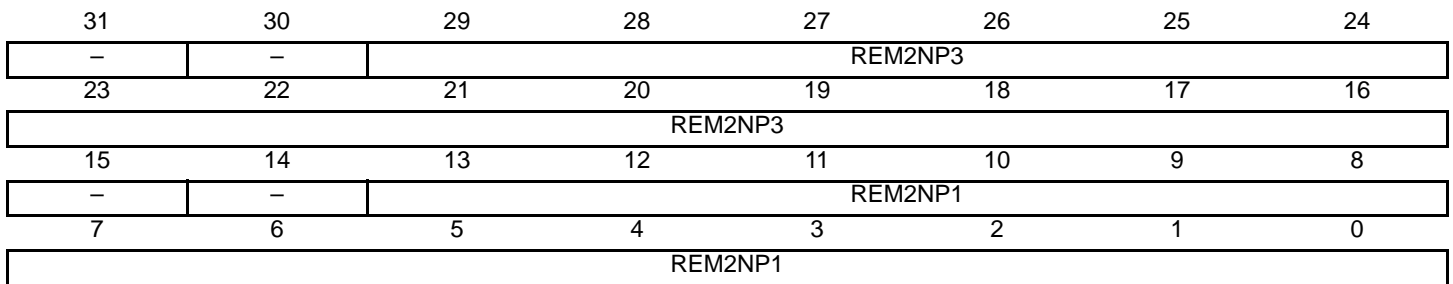 31 30 29 28 27 26 25 24
– – REM2NP3
23 22 21 20 19 18 17 16
REM2NP3
15 14 13 12 11 10 9 8
– – REM2NP1
7 6 5 4 3 2 1 0
REM2NP1